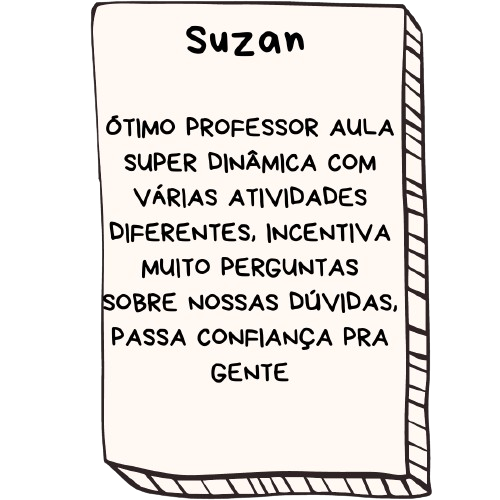 Suzan
ÓTIMO PROFESSOR AULA
SUPER DINÂMICA COM
VÁRIAS ATIVIDADES
DIFERENTES, INCENTIVA
MUITO PERGUNTAS
SOBRE NOSSAS DÚVIDAS,
PASSA CONFIANÇA PRA
GENTE